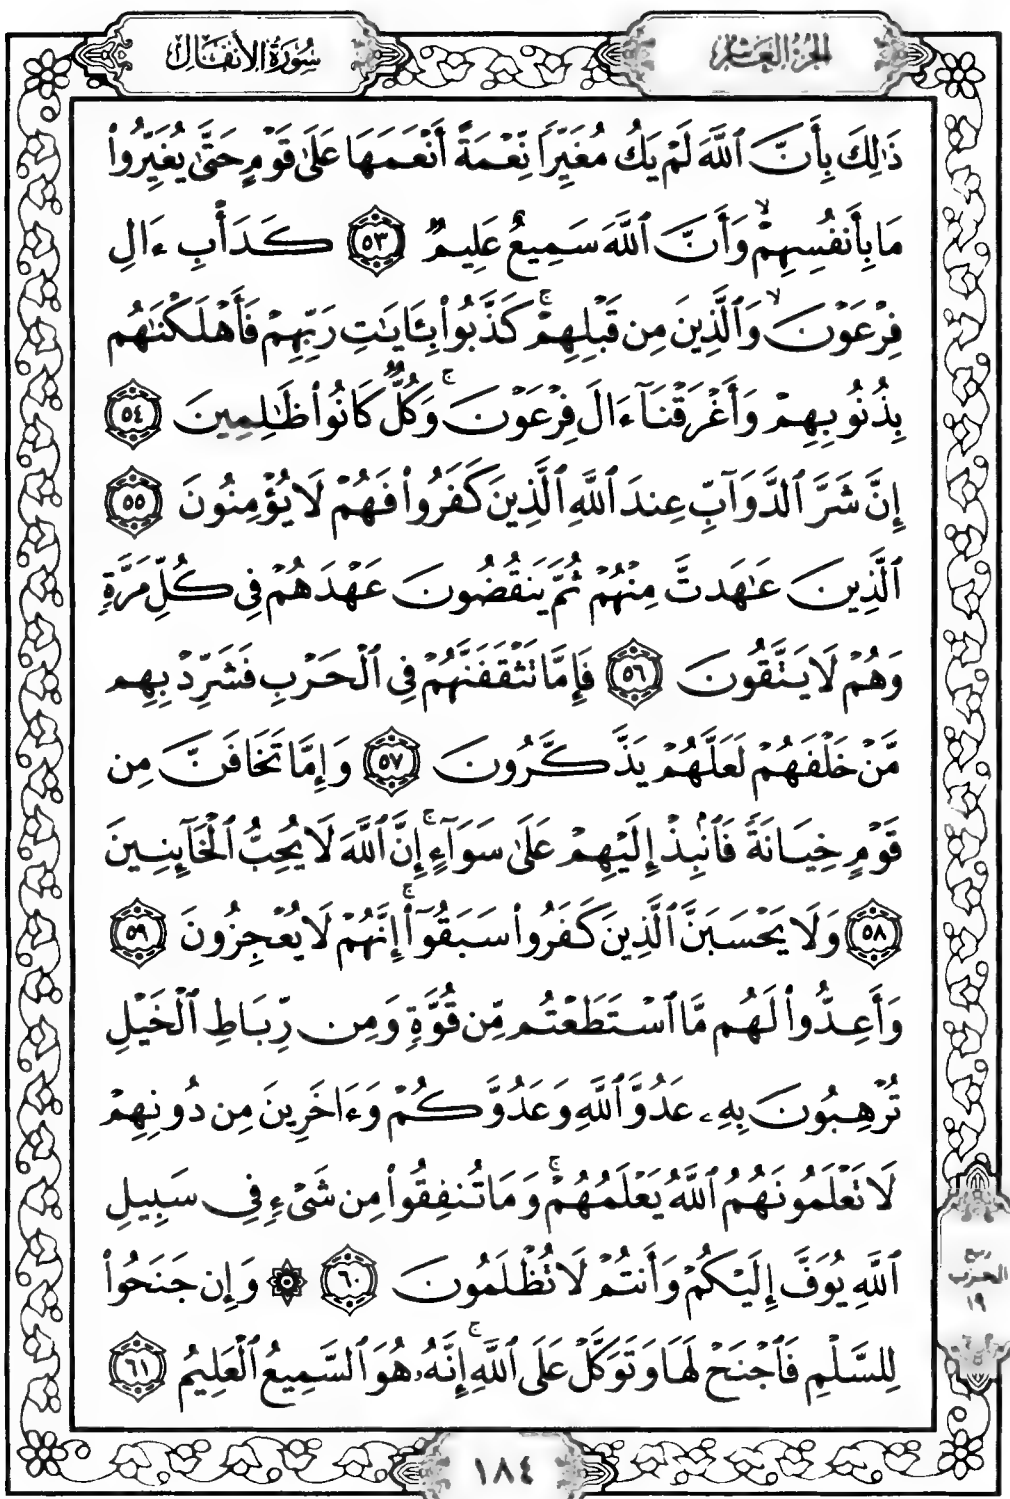 سُورَةُ الأَنفَال
الجُزْءُ العَاشِرُ
ذَٰلِكَ بِأَنَّ ٱللَّهَ لَمْ يَكُ مُغَيِّرًا نِّعْمَةً أَنْعَمَهَا عَلَىٰ قَوْمٍ حَتَّىٰ يُغَيِّرُوا۟
مَا بِأَنفُسِهِمْ ۙ وَأَنَّ ٱللَّهَ سَمِيعٌ عَلِيمٌ ٥٣ كَدَأْبِ ءَالِ
فِرْعَوْنَ ۙ وَٱلَّذِينَ مِن قَبْلِهِمْ ۚ كَذَّبُوا۟ بِـَٔايَـٰتِ رَبِّهِمْ فَأَهْلَكْنَـٰهُم
بِذُنُوبِهِمْ وَأَغْرَقْنَآ ءَالَ فِرْعَوْنَ ۚ وَكُلٌّ كَانُوا۟ ظَـٰلِمِينَ ٥٤
إِنَّ شَرَّ ٱلدَّوَآبِّ عِندَ ٱللَّهِ ٱلَّذِينَ كَفَرُوا۟ فَهُمْ لَا يُؤْمِنُونَ ٥٥
ٱلَّذِينَ عَـٰهَدتَّ مِنْهُمْ ثُمَّ يَنقُضُونَ عَهْدَهُمْ فِى كُلِّ مَرَّةٍ
وَهُمْ لَا يَتَّقُونَ ٥٦ فَإِمَّا تَثْقَفَنَّهُمْ فِى ٱلْحَرْبِ فَشَرِّدْ بِهِم
مَّنْ خَلْفَهُمْ لَعَلَّهُمْ يَذَّكَّرُونَ ٥٧ وَإِمَّا تَخَافَنَّ مِن
قَوْمٍ خِيَانَةً فَٱنۢبِذْ إِلَيْهِمْ عَلَىٰ سَوَآءٍ ۚ إِنَّ ٱللَّهَ لَا يُحِبُّ ٱلْخَآئِنِينَ
٥٨ وَلَا يَحْسَبَنَّ ٱلَّذِينَ كَفَرُوا۟ سَبَقُوٓا۟ ۚ إِنَّهُمْ لَا يُعْجِزُونَ ٥٩
وَأَعِدُّوا۟ لَهُم مَّا ٱسْتَطَعْتُم مِّن قُوَّةٍ وَمِن رِّبَاطِ ٱلْخَيْلِ
تُرْهِبُونَ بِهِۦ عَدُوَّ ٱللَّهِ وَعَدُوَّكُمْ وَءَاخَرِينَ مِن دُونِهِمْ
لَا تَعْلَمُونَهُمُ ٱللَّهُ يَعْلَمُهُمْ ۚ وَمَا تُنفِقُوا۟ مِن شَىْءٍ فِى سَبِيلِ
ٱللَّهِ يُوَفَّ إِلَيْكُمْ وَأَنتُمْ لَا تُظْلَمُونَ ٦٠ ۞ وَإِن جَنَحُوا۟
لِلسَّلْمِ فَٱجْنَحْ لَهَا وَتَوَكَّلْ عَلَى ٱللَّهِ ۚ إِنَّهُۥ هُوَ ٱلسَّمِيعُ ٱلْعَلِيمُ ٦١
ربع
الحزب
١٩
١٨٤